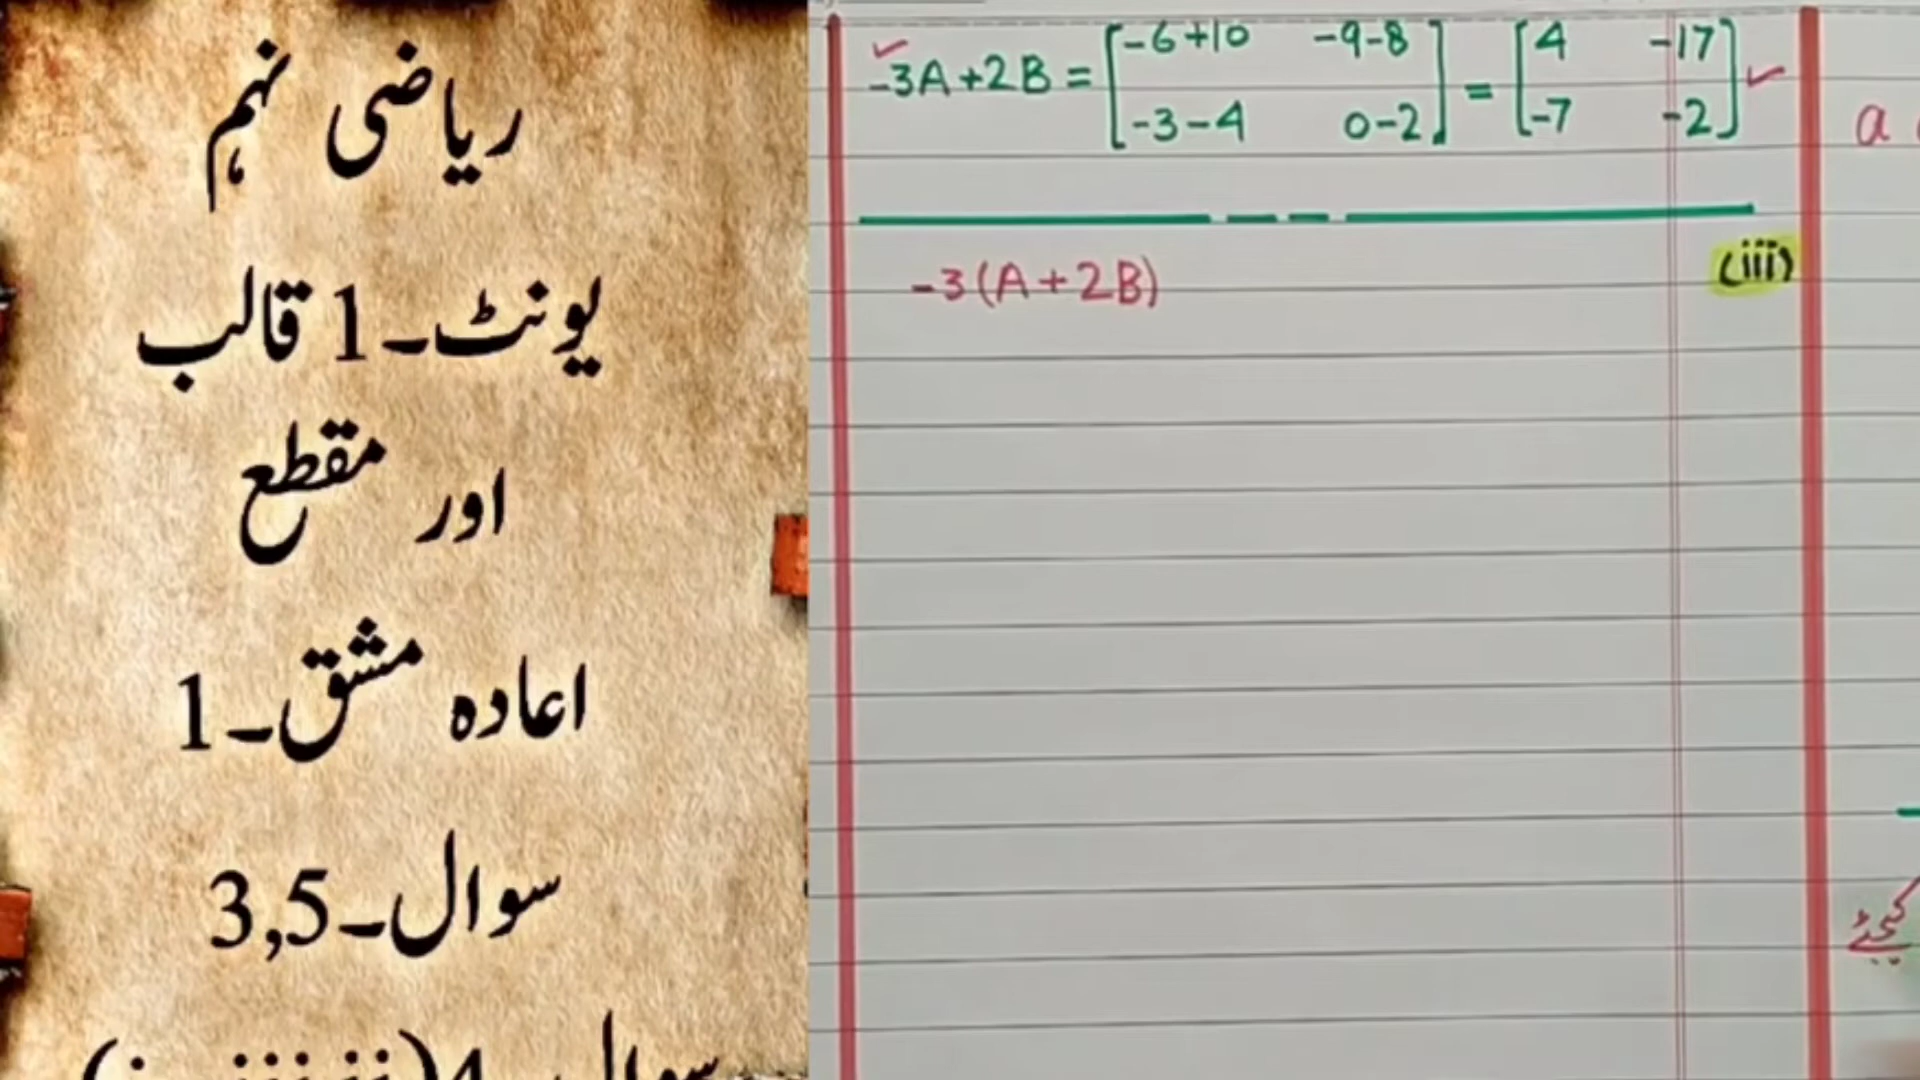 ریاضی نہم
یونٹ۔1 قالب
اور مقطع
اعادہ مشق۔1
سوال۔3,5
-3A+2B = [-6+10 -9-8 = [4 -17
-3-4 0-2] -7 -2]
(iii)
-3(A+2B)
a
کیجئے